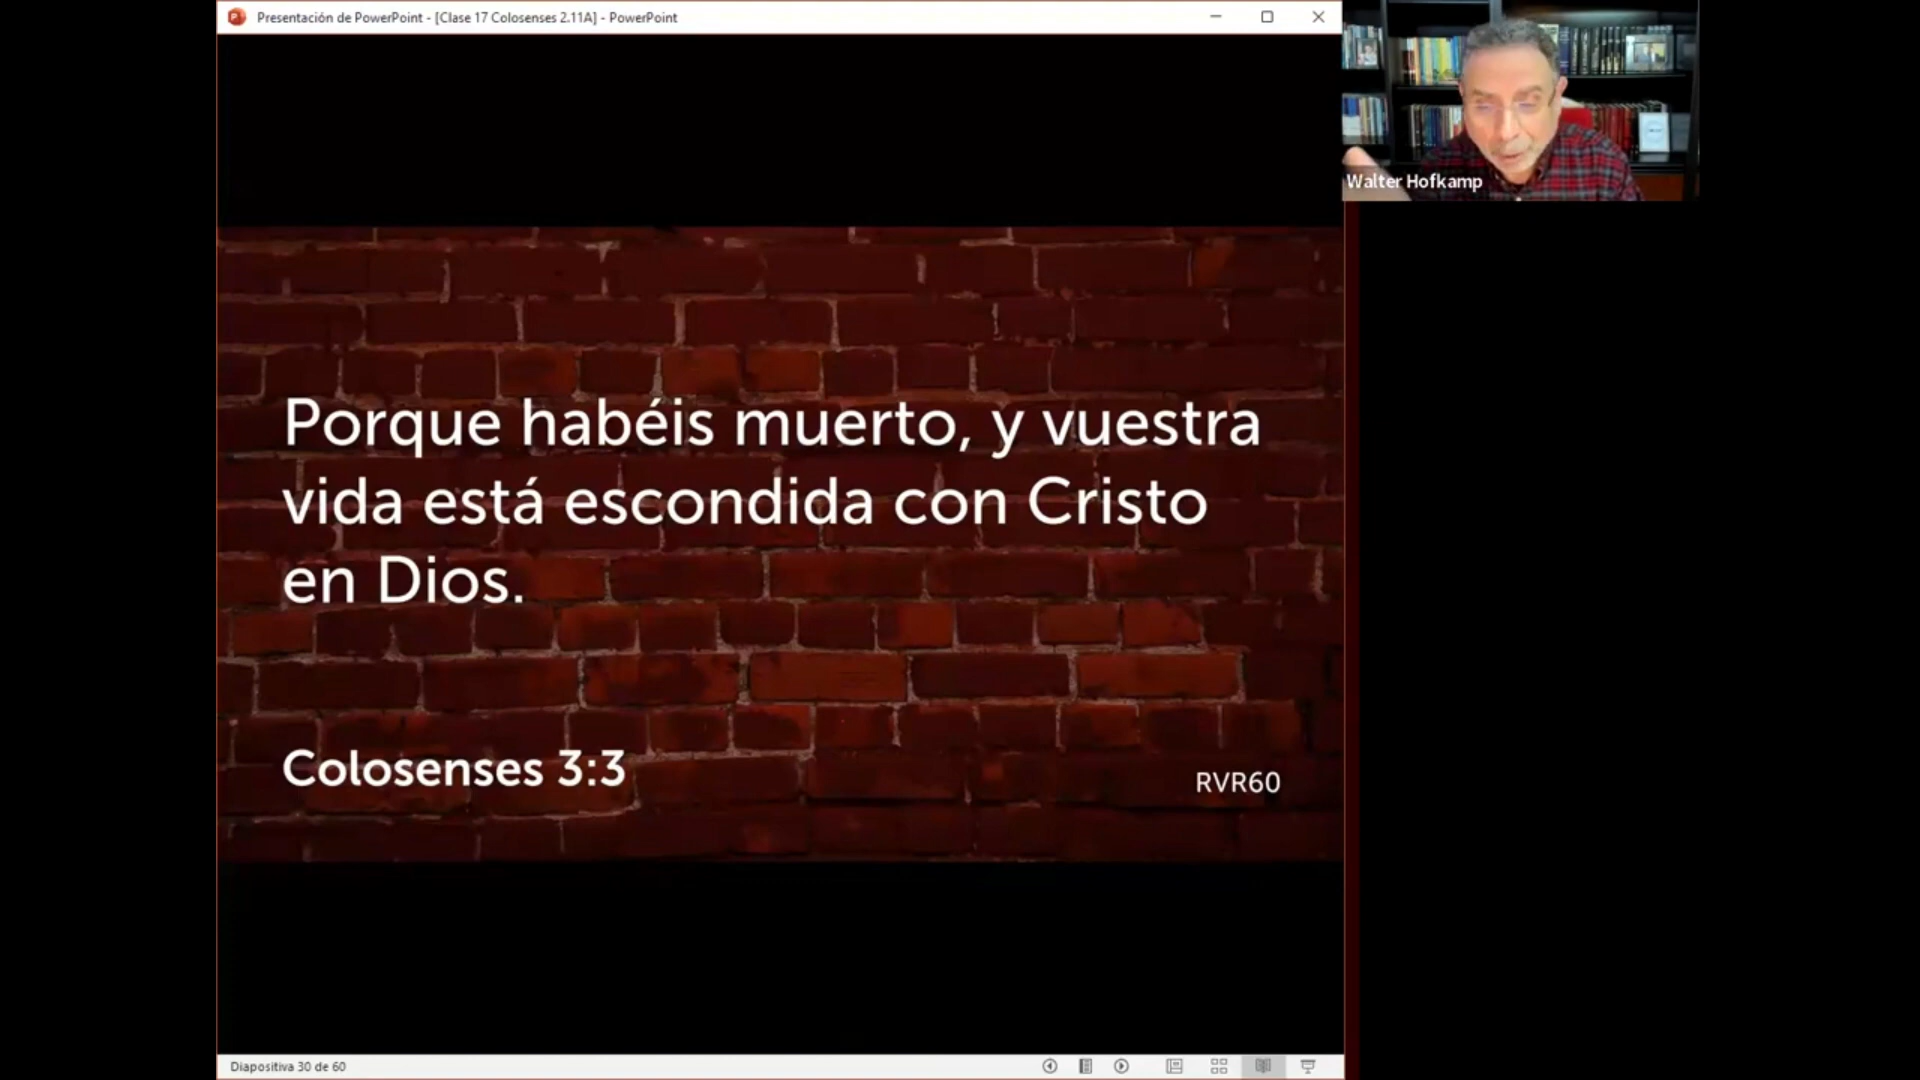 Presentación de PowerPoint - [Clase 17 Colosenses 2.11A] - PowerPoint
Walter Hofkamp
Porque habéis muerto, y vuestra
vida está escondida con Cristo
en Dios.
Colosenses 3:3
RVR60
Diapositiva 30 de 60